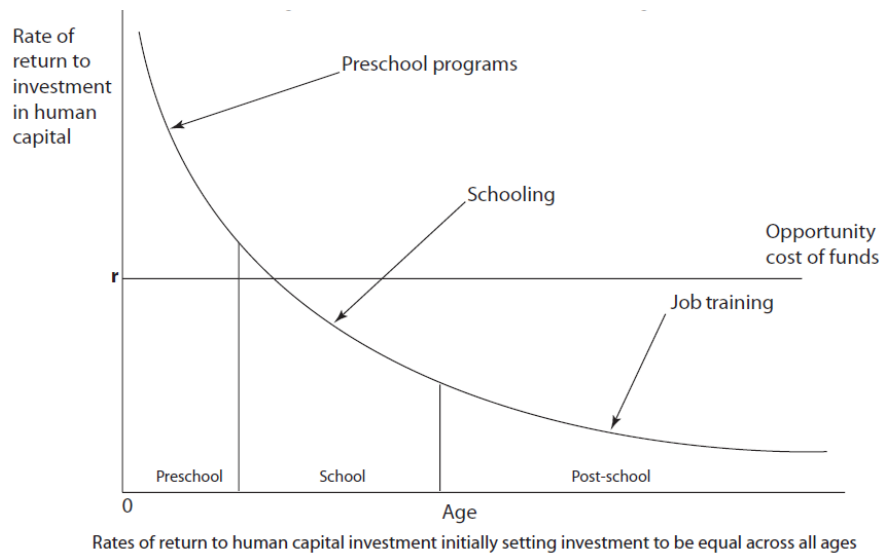 Rate of
return to
investment
in human
capital
Preschool programs
Schooling
Opportunity
cost of funds
r
Job training
Preschool
School
Post-school
0
Age
Rates of return to human capital investment initially setting investment to be equal across all ages